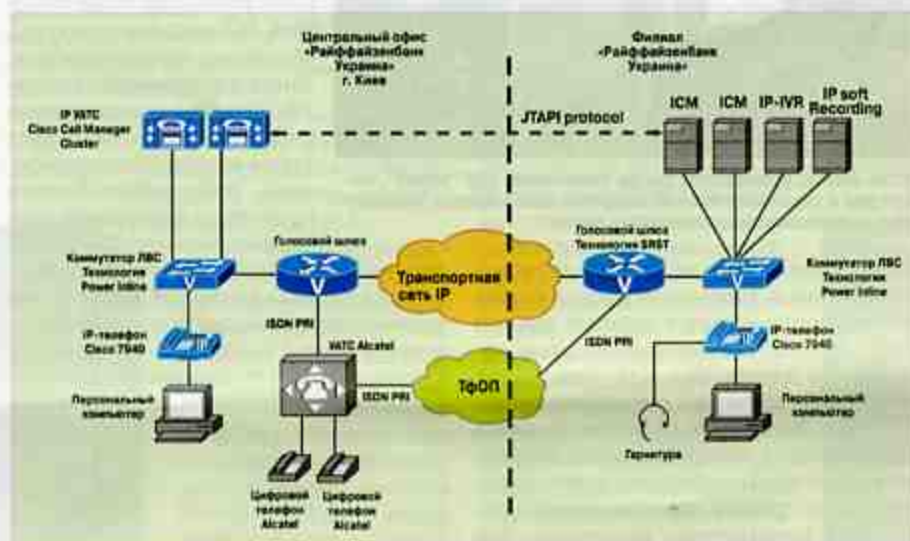 Центральный офис
«Райффайзенбанк
Украина»
г. Киев
Филиал
«Райффайзенбанк
Украина»
IP УАТС
Cisco Call Manager
Cluster
JTAPI protocol
ICM
ICM
IP-IVR
IP soft
Recording
Коммутатор ЛВС
Технология
Power Inline
Голосовой шлюз
Транспортная
сеть IP
Голосовой шлюз
Технология SRST
Коммутатор ЛВС
Технология
Power Inline
V
V
V
V
IP-телефон
Cisco 7940
ISDN PRI
УАТС Alcatel
ISDN PRI
ТфОП
ISDN PRI
IP-телефон
Cisco 7940
Персональный
компьютер
Гарнитура
Персональный
компьютер
Цифровой
телефон
Alcatel
Цифровой
телефон
Alcatel